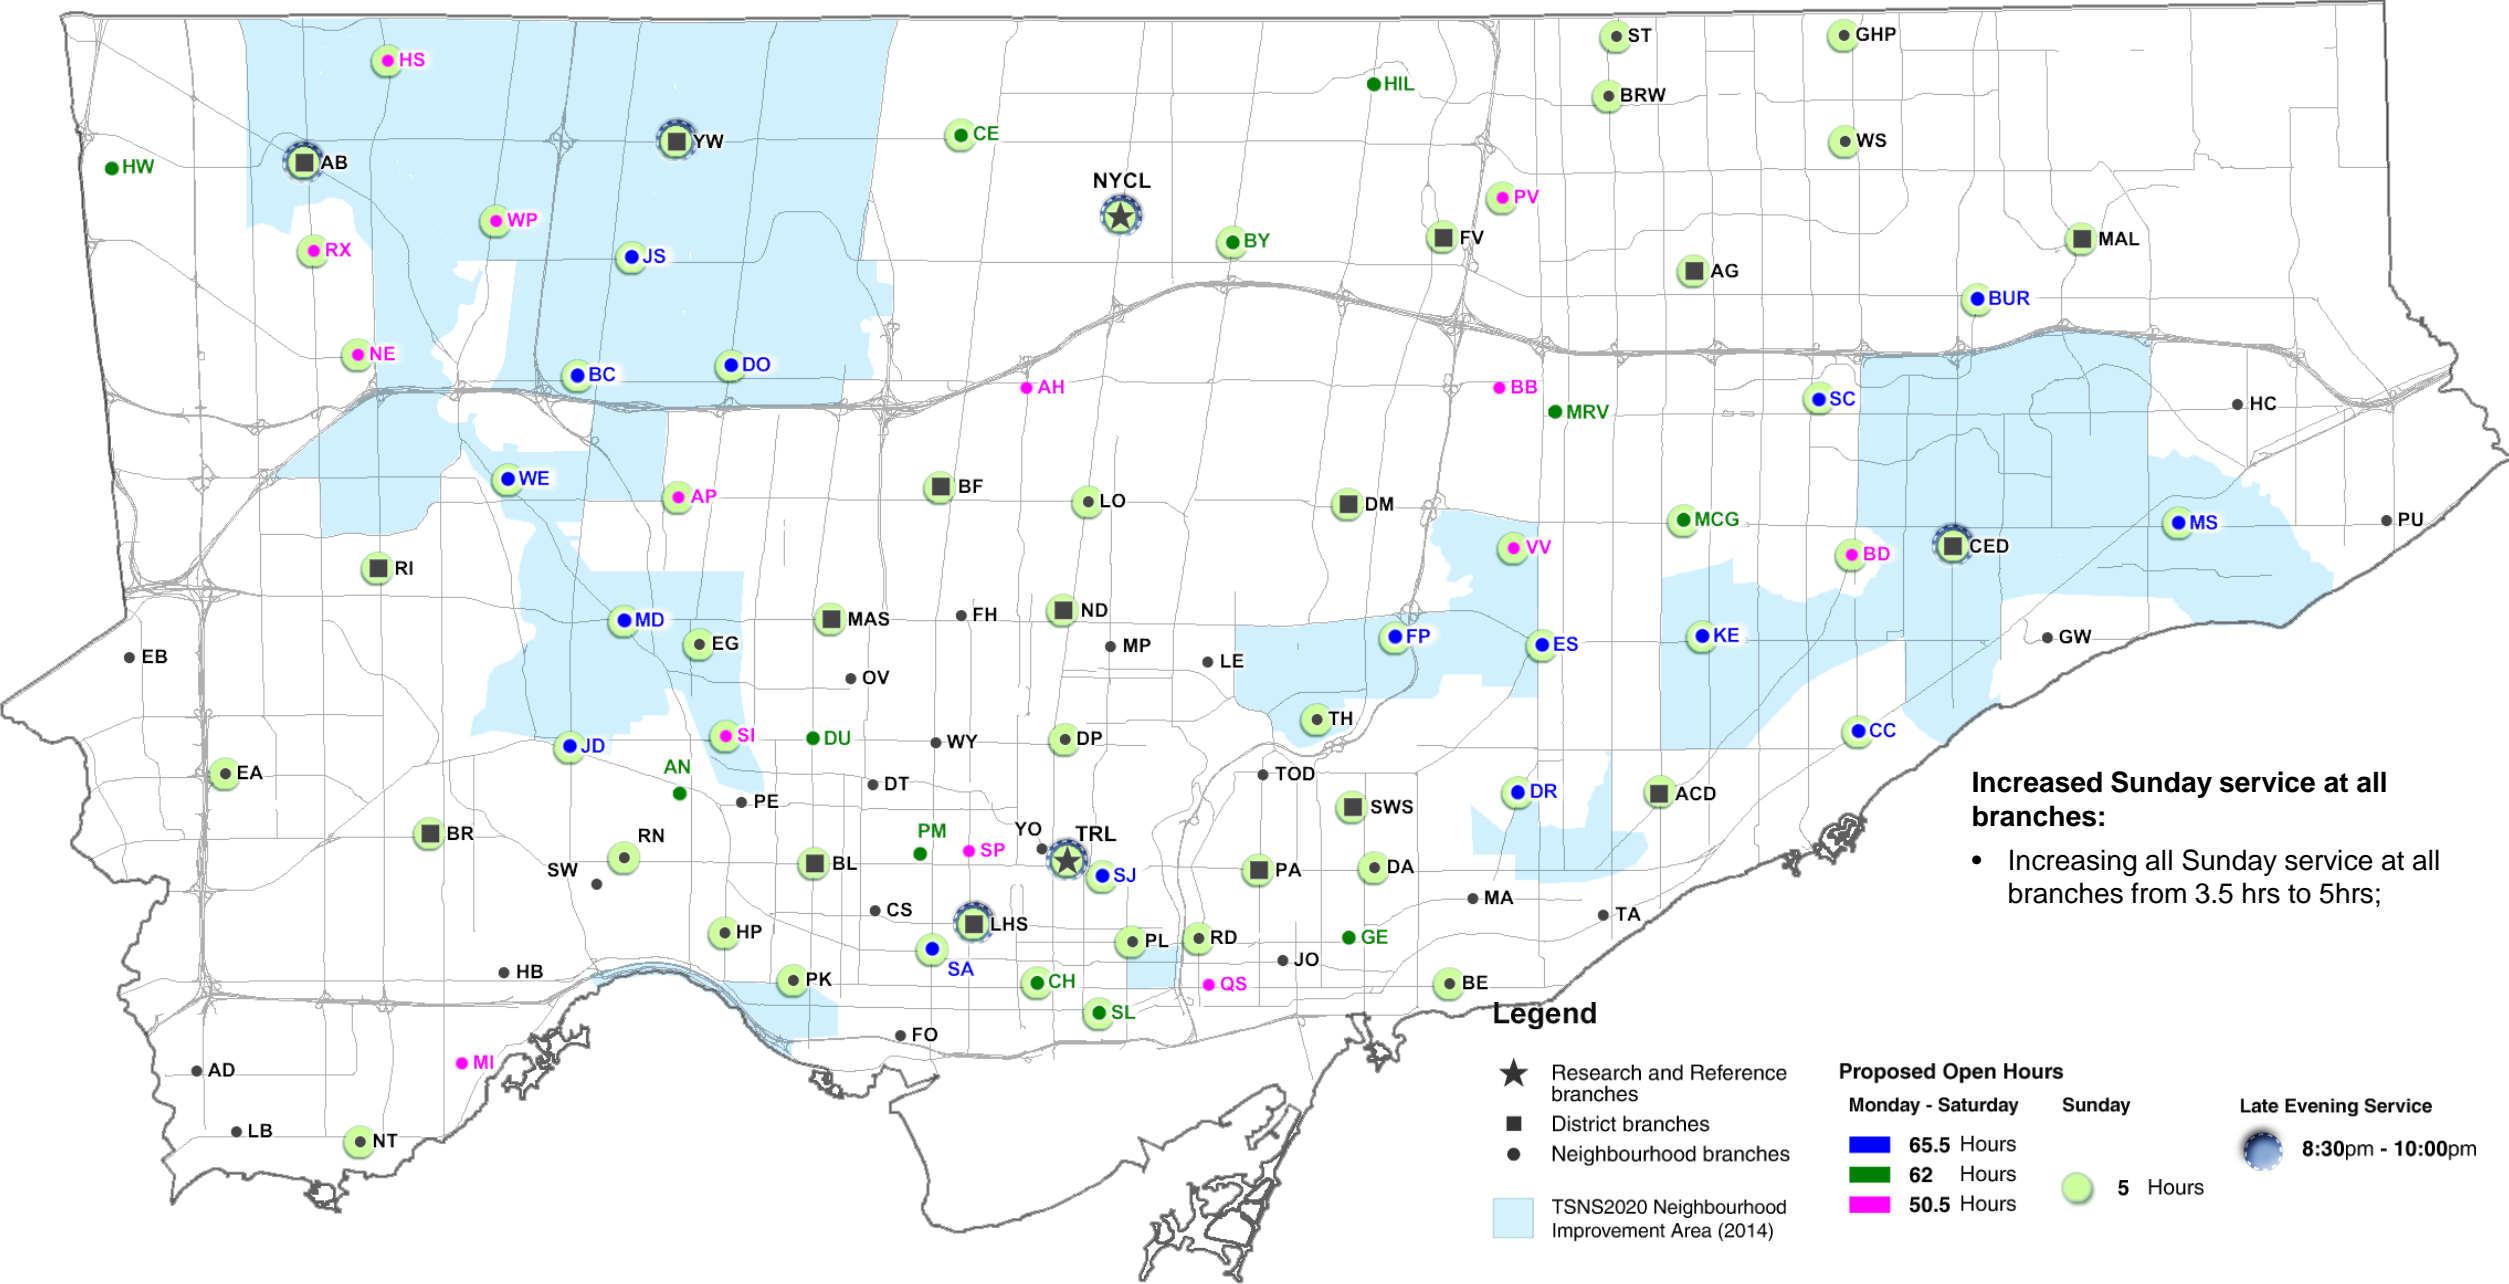 ST
GHP
HS
HIL
BRW
CE
YW
WS
AB
HW
NYCL
PV
WP
BY
FV
MAL
RX
JS
AG
BUR
NE
DO
BC
AH
BB
SC
HC
MRV
WE
BF
AP
LO
DM
MCG
MS
PU
VV
CED
BD
RI
ND
FH
MAS
MD
FP
KE
GW
EG
ES
MP
EB
LE
OV
TH
CC
SI
DU
DP
WY
JD
AN
EA
TOD
DT
DR
ACD
PE
SWS
Increased Sunday service at all
branches:
• Increasing all Sunday service at all
branches from 3.5 hrs to 5hrs;
BR
RN
PM
YO
TRL
SP
BL
SW
SJ
PA
DA
MA
CS
TA
LHS
HP
PL
RD
GE
SA
JO
HB
PK
CH
QS
BE
SL
FO
MI
AD
LB
NT
Legend
Research and Reference
branches
District branches
Neighbourhood branches
TSNS2020 Neighbourhood
Improvement Area (2014)
Proposed Open Hours
Monday - Saturday
65.5 Hours
62 Hours
50.5 Hours
Sunday
5 Hours
Late Evening Service
8:30pm - 10:00pm